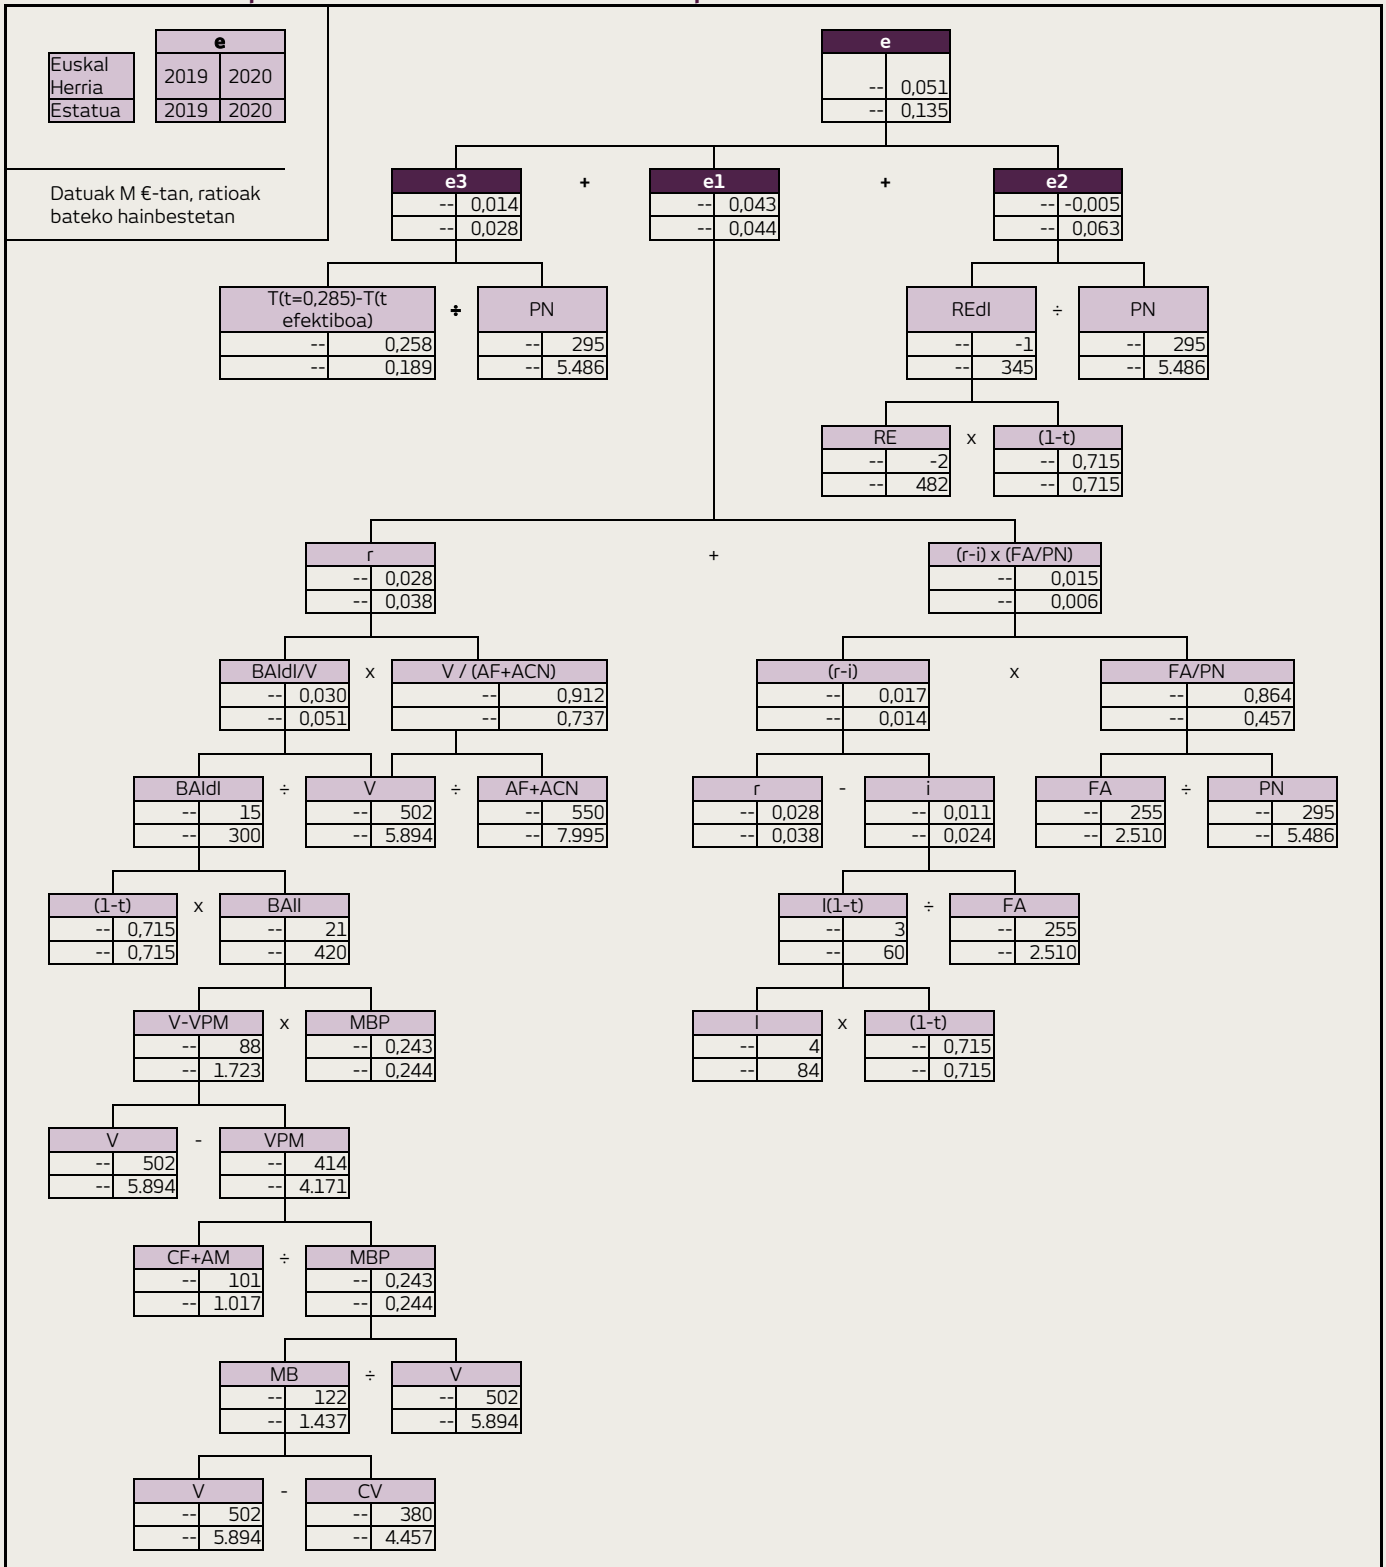 e
Euskal Herria 2019 2020
Estatua 2019 2020
Datuak M €-tan, ratioak
bateko hainbestetan
e
-- 0,051
-- 0,135
e3 + e1 + e2
-- 0,014 -- 0,043 -- -0,005
-- 0,028 -- 0,044 -- 0,063
T(t=0,285)-T(t
efektiboa) ÷ PN REdI ÷ PN
-- 0,258 -- 295 -- -1 -- 295
-- 0,189 -- 5.486 -- 345 -- 5.486
RE x (1-t)
-- -2 -- 0,715
-- 482 -- 0,715
r + (r-i) x (FA/PN)
-- 0,028 -- 0,015
-- 0,038 -- 0,006
BAIdI/V x V / (AF+ACN) (r-i) x FA/PN
-- 0,030 -- 0,912 -- 0,017 -- 0,864
-- 0,051 -- 0,737 -- 0,014 -- 0,457
BAIdI ÷ V ÷ AF+ACN r - i FA ÷ PN
-- 15 -- 502 -- 550 -- 0,028 -- 0,011 -- 255 -- 295
-- 300 -- 5.894 -- 7.995 -- 0,038 -- 0,024 -- 2.510 -- 5.486
(1-t) x BAII I(1-t) ÷ FA
-- 0,715 -- 21 -- 3 -- 255
-- 0,715 -- 420 -- 60 -- 2.510
V-VPM x MBP I x (1-t)
-- 88 -- 0,243 -- 4 -- 0,715
-- 1.723 -- 0,244 -- 84 -- 0,715
V - VPM
-- 502 -- 414
-- 5.894 -- 4.171
CF+AM ÷ MBP
-- 101 -- 0,243
-- 1.017 -- 0,244
MB ÷ V
-- 122 -- 502
-- 1.437 -- 5.894
V - CV
-- 502 -- 380
-- 5.894 -- 4.457